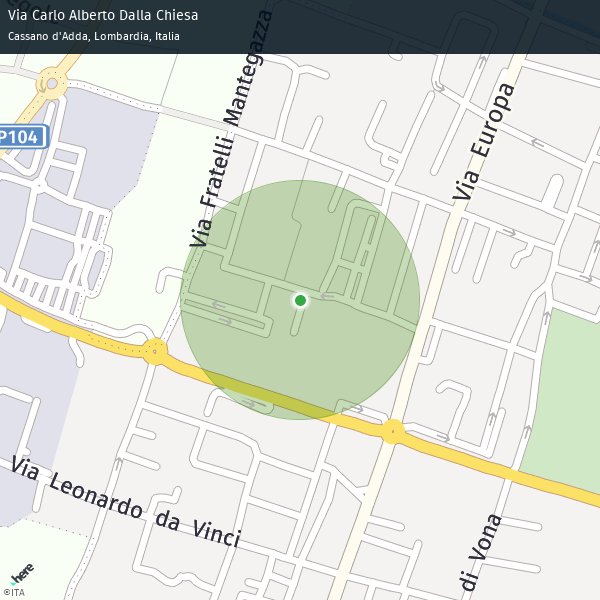 Via Carlo Alberto Dalla Chiesa
Cassano d'Adda, Lombardia, Italia
P104
Via Fratelli Mantegazza
Via Europa
Via Leonardo da Vinci
di Vona
here
©ITA